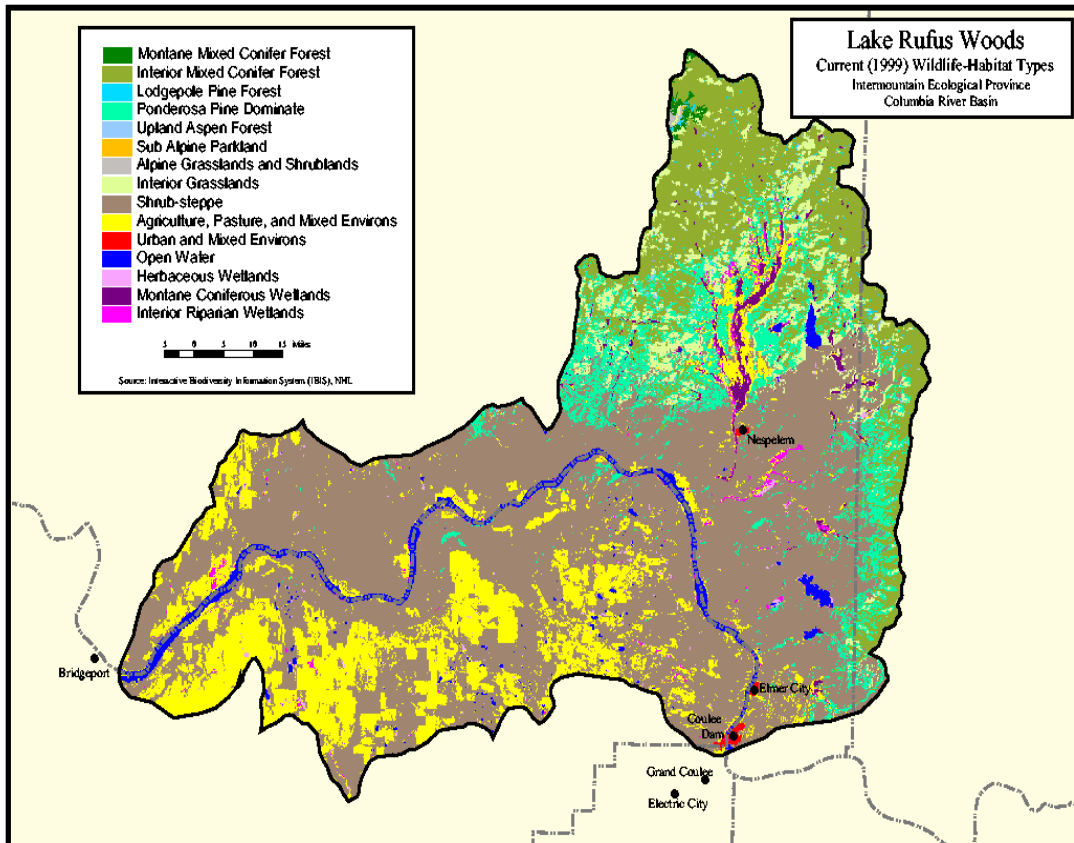 Lake Rufus Woods
Current (1999) Wildlife-Habitat Types
Intermountain Ecological Province
Columbia River Basin
Montane Mixed Conifer Forest
Interior Mixed Conifer Forest
Lodgepole Pine Forest
Ponderosa Pine Dominate
Upland Aspen Forest
Sub Alpine Parkland
Alpine Grasslands and Shrublands
Interior Grasslands
Shrub-steppe
Agriculture, Pasture, and Mixed Environs
Urban and Mixed Environs
Open Water
Herbaceous Wetlands
Montane Coniferous Wetlands
Interior Riparian Wetlands
5 0 5 10 15 Miles
Source: Interactive Biodiversity Information System (IBIS), NHI.
Nespelem
Bridgeport
Elmer City
Coulee
Dam
Grand Coulee
Electric City